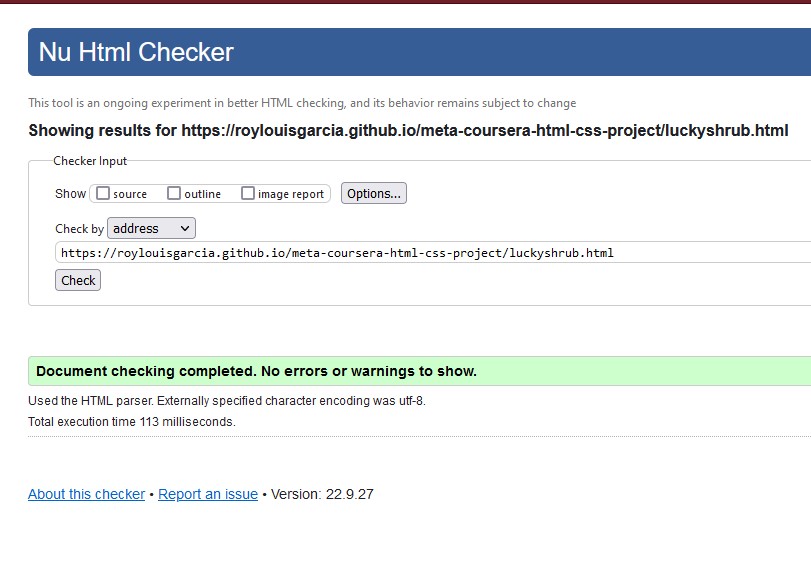 Nu Html Checker
This tool is an ongoing experiment in better HTML checking, and its behavior remains subject to change
Showing results for https://roylouisgarcia.github.io/meta-coursera-html-css-project/luckyshrub.html
Checker Input
Show source outline image report Options...
Check by address
https://roylouisgarcia.github.io/meta-coursera-html-css-project/luckyshrub.html
Check
Document checking completed. No errors or warnings to show.
Used the HTML parser. Externally specified character encoding was utf-8.
Total execution time 113 milliseconds.
About this checker • Report an issue • Version: 22.9.27